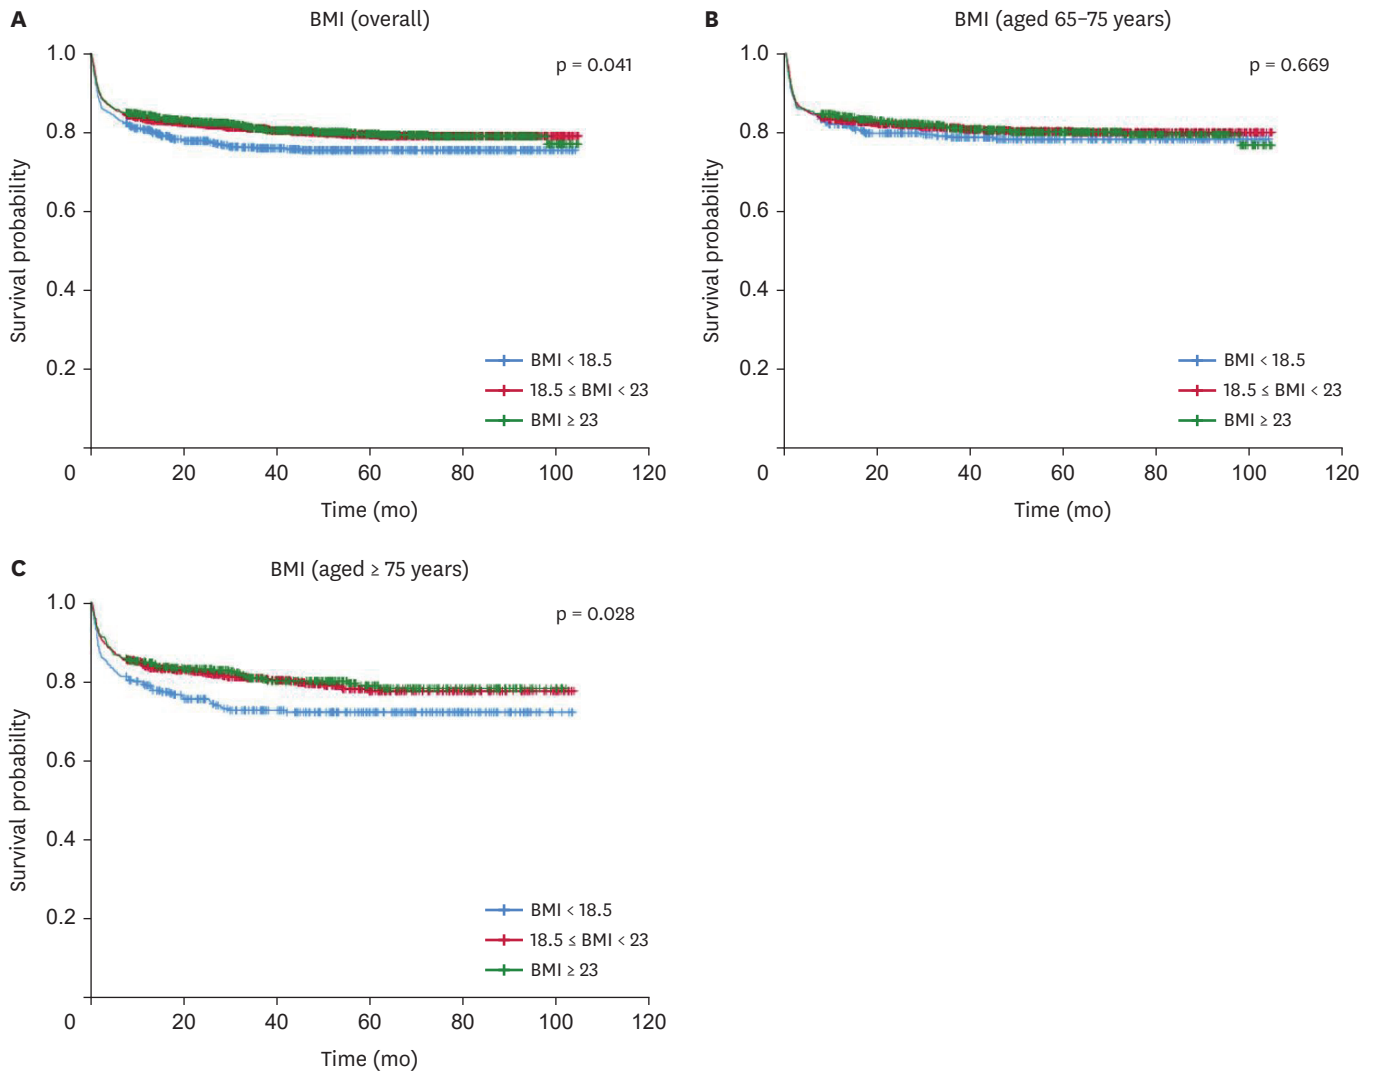 A
BMI (overall)
p = 0.041
1.0
0.8
0.6
0.4
0.2
Survival probability
BMI < 18.5
18.5 ≤ BMI < 23
BMI ≥ 23
0 20 40 60 80 100 120
Time (mo)
B
BMI (aged 65–75 years)
p = 0.669
1.0
0.8
0.6
0.4
0.2
Survival probability
BMI < 18.5
18.5 ≤ BMI < 23
BMI ≥ 23
0 20 40 60 80 100 120
Time (mo)
C
BMI (aged ≥ 75 years)
p = 0.028
1.0
0.8
0.6
0.4
0.2
Survival probability
BMI < 18.5
18.5 ≤ BMI < 23
BMI ≥ 23
0 20 40 60 80 100 120
Time (mo)